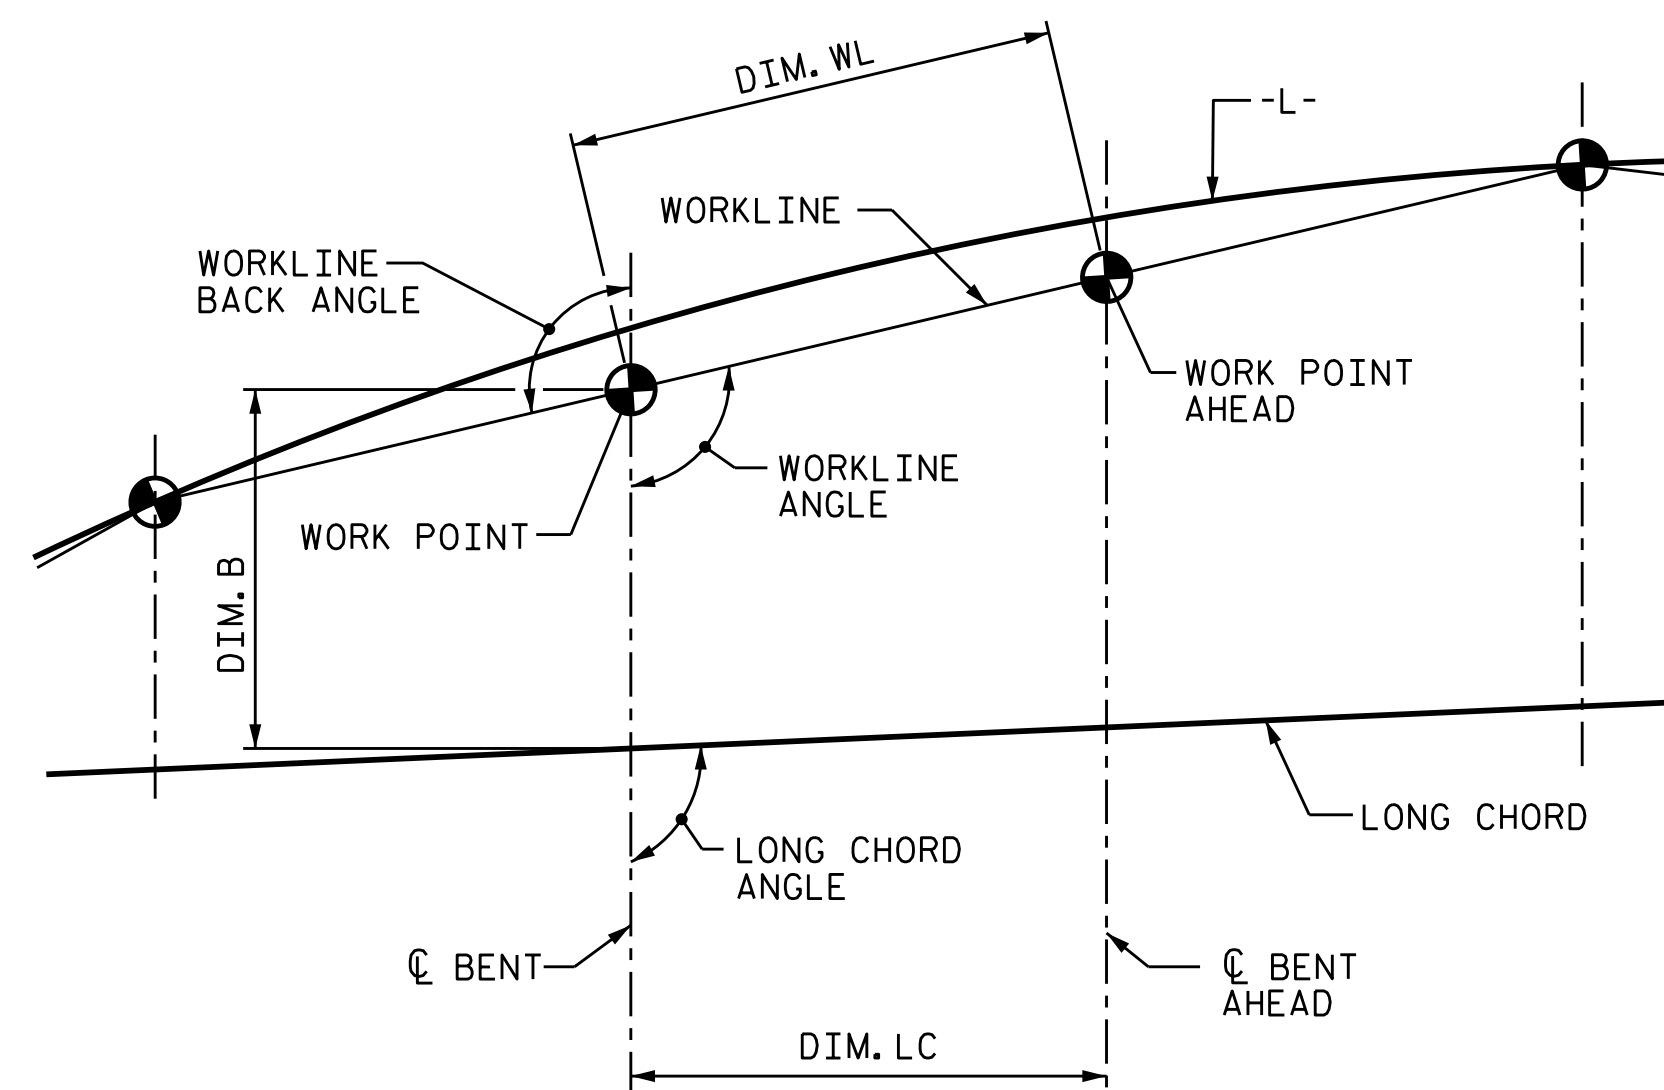 DIM. WL
-L-
WORKLINE
WORKLINE
BACK ANGLE
WORK POINT
AHEAD
WORKLINE
ANGLE
WORK POINT
DIM. B
LONG CHORD
LONG CHORD
ANGLE
℄ BENT
℄ BENT
AHEAD
DIM. LC